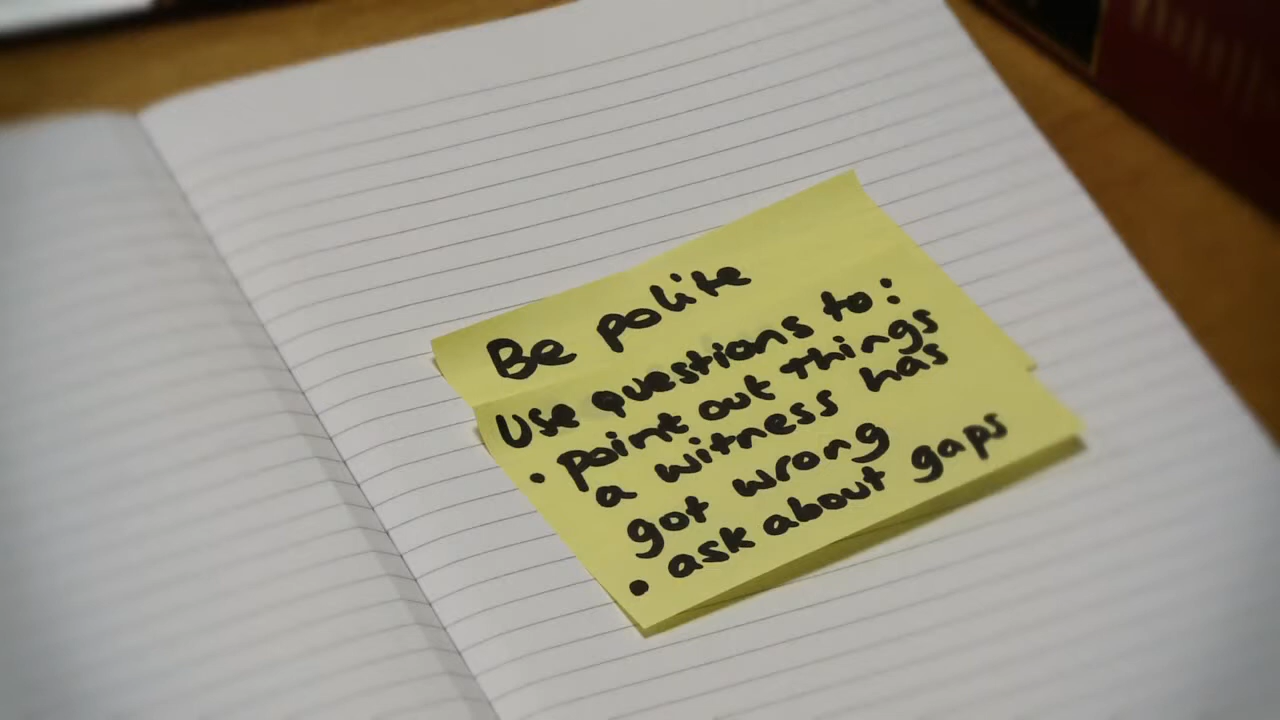 Be polite
Use questions to:
• point out things
a witness has
got wrong
• ask about gaps